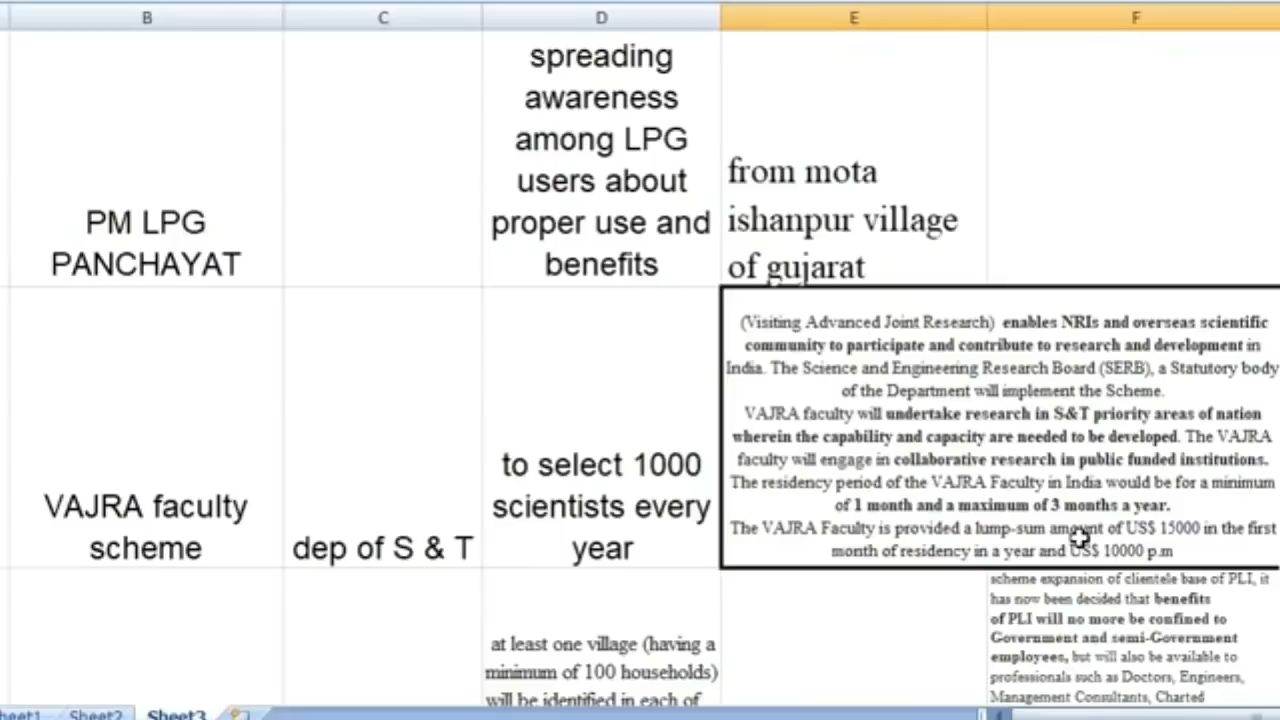 B C D E F
spreading
awareness
among LPG
users about
proper use and
benefits
PM LPG
PANCHAYAT
from mota
ishanpur village
of gujarat
VAJRA faculty
scheme
dep of S & T
to select 1000
scientists every
year
(Visiting Advanced Joint Research) enables NRIs and overseas scientific
community to participate and contribute to research and development in
India. The Science and Engineering Research Board (SERB), a Statutory body
of the Department will implement the Scheme.
VAJRA faculty will undertake research in S&T priority areas of nation
wherein the capability and capacity are needed to be developed. The VAJRA
faculty will engage in collaborative research in public funded institutions.
The residency period of the VAJRA Faculty in India would be for a minimum
of 1 month and a maximum of 3 months a year.
The VAJRA Faculty is provided a lump-sum amount of US$ 15000 in the first
month of residency in a year and US$ 10000 p.m
at least one village (having a
minimum of 100 households)
will be identified in each of
scheme expansion of clientele base of PLI, it
has now been decided that benefits
of PLI will no more be confined to
Government and semi-Government
employees, but will also be available to
professionals such as Doctors, Engineers,
Management Consultants, Charted
heet1 Sheet2 Sheet3